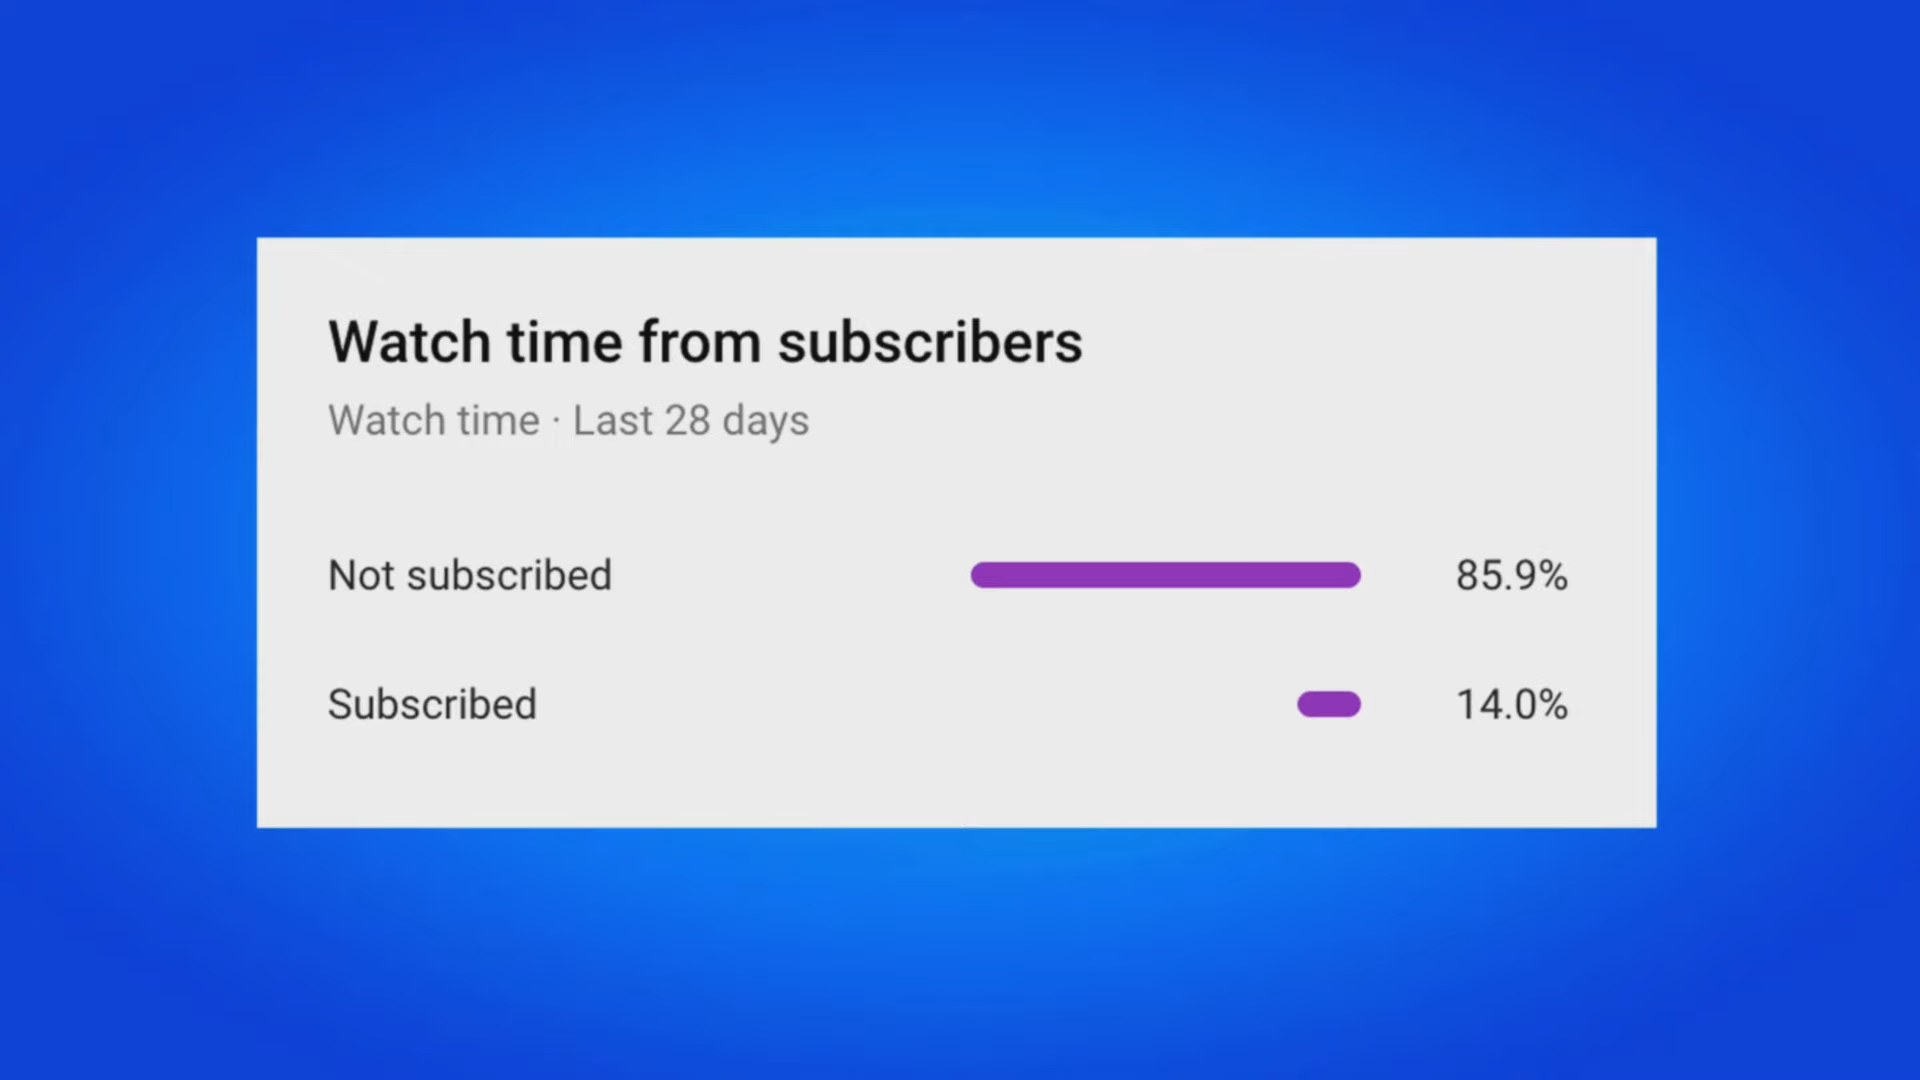 Watch time from subscribers
Watch time · Last 28 days
Not subscribed 85.9%
Subscribed 14.0%